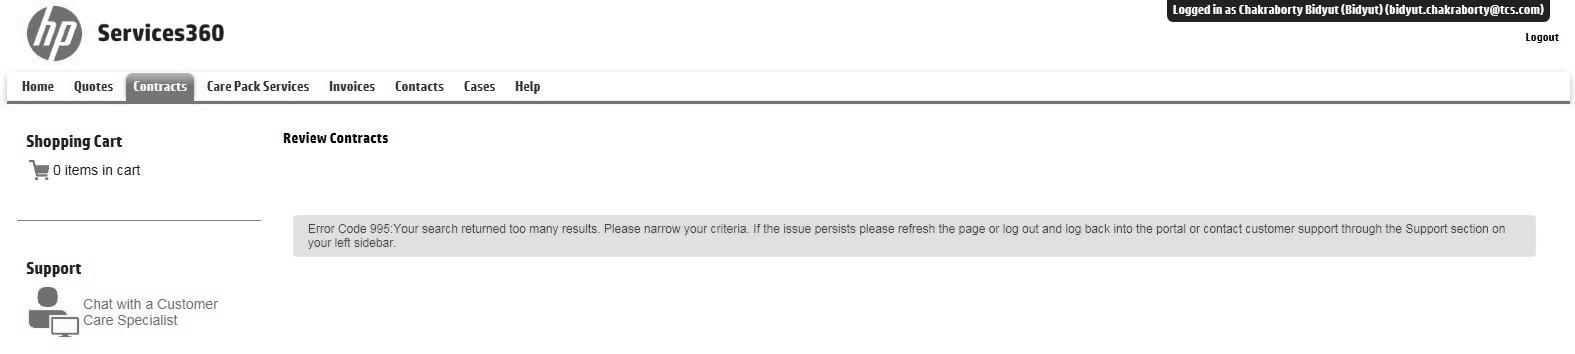 Logged in as Chakraborty Bidyut (Bidyut) (bidyut.chakraborty@tcs.com)
hp Services360
Logout
Home Quotes Contracts Care Pack Services Invoices Contacts Cases Help
Shopping Cart
Review Contracts
0 items in cart
Error Code 995:Your search returned too many results. Please narrow your criteria. If the issue persists please refresh the page or log out and log back into the portal or contact customer support through the Support section on
your left sidebar.
Support
Chat with a Customer
Care Specialist